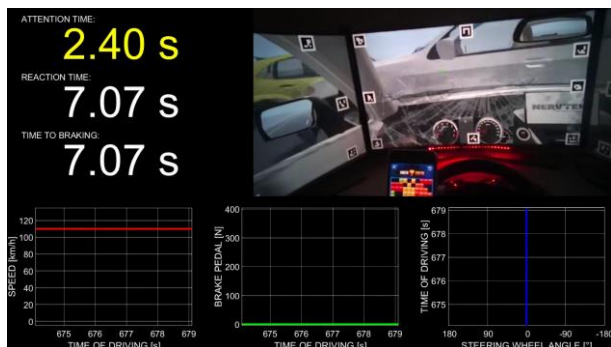 ATTENTION TIME:
2.40 s
REACTION TIME:
7.07 s
TIME TO BRAKING:
7.07 s
NERVTEH
SPEED [km/h]
120
100
80
60
40
20
0
675 676 677 678 679
TIME OF DRIVING [s]
BRAKE PEDAL [N]
400
300
200
100
0
675 676 677 678 679
TIME OF DRIVING [s]
TIME OF DRIVING [s]
679
678
677
676
675
180 90 0 -90 -180
STEERING WHEEL ANGLE [°]